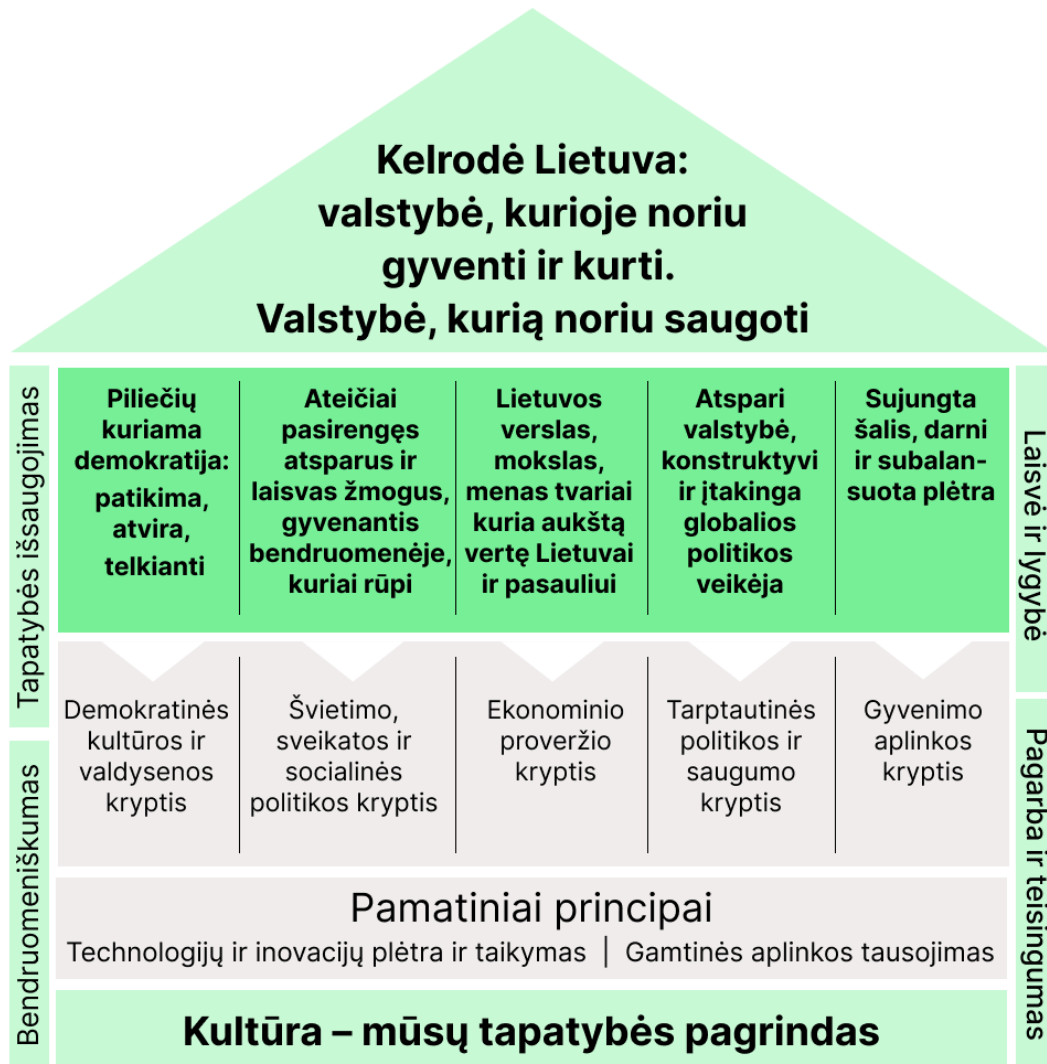 Kelrodė Lietuva:
valstybė, kurioje noriu
gyventi ir kurti.
Valstybė, kurią noriu saugoti
Tapatybės išsaugojimas
Bendruomeniškumas
Piliečių
kuriama
demokratija:
patikima,
atvira,
telkianti
Ateičiai
pasirengęs
atsparus ir
laisvas žmogus,
gyvenantis
bendruomenėje,
kuriai rūpi
Lietuvos
verslas,
mokslas,
menas tvariai
kuria aukštą
vertę Lietuvai
ir pasauliui
Atspari
valstybė,
konstruktyvi
ir įtakinga
globalios
politikos
veikėja
Sujungta
šalis, darni
ir subalan-
suota plėtra
Laisvė ir lygybė
Pagarba ir teisingumas
Demokratinės
kultūros ir
valdysenos
kryptis
Švietimo,
sveikatos ir
socialinės
politikos kryptis
Ekonominio
proveržio
kryptis
Tarptautinės
politikos ir
saugumo
kryptis
Gyvenimo
aplinkos
kryptis
Pamatiniai principai
Technologijų ir inovacijų plėtra ir taikymas | Gamtinės aplinkos tausojimas
Kultūra – mūsų tapatybės pagrindas